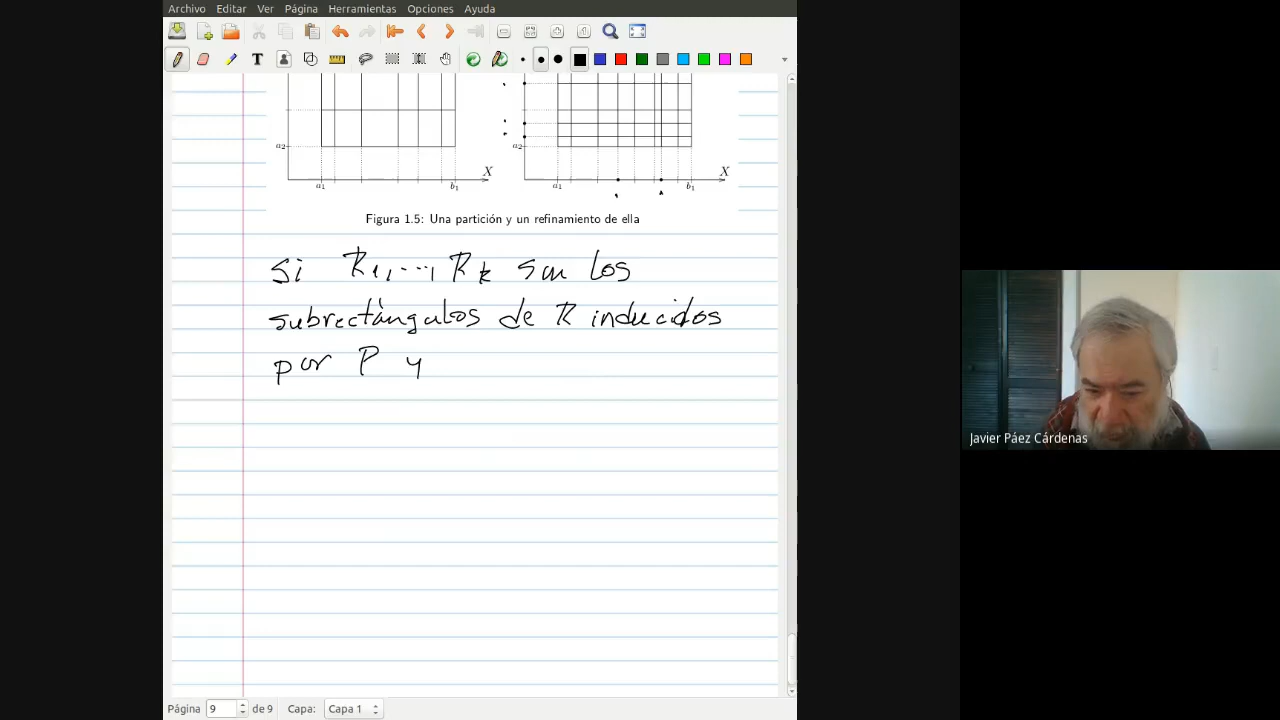 Archivo Editar Ver Página Herramientas Opciones Ayuda
T
a2 a1 b1 X
a2 a1 b1 X
Figura 1.5: Una partición y un refinamiento de ella
Si R1,...,Rk son los
subrectángulos de R inducidos
por P y
Javier Páez Cárdenas
Página 9 de 9 Capa: Capa 1